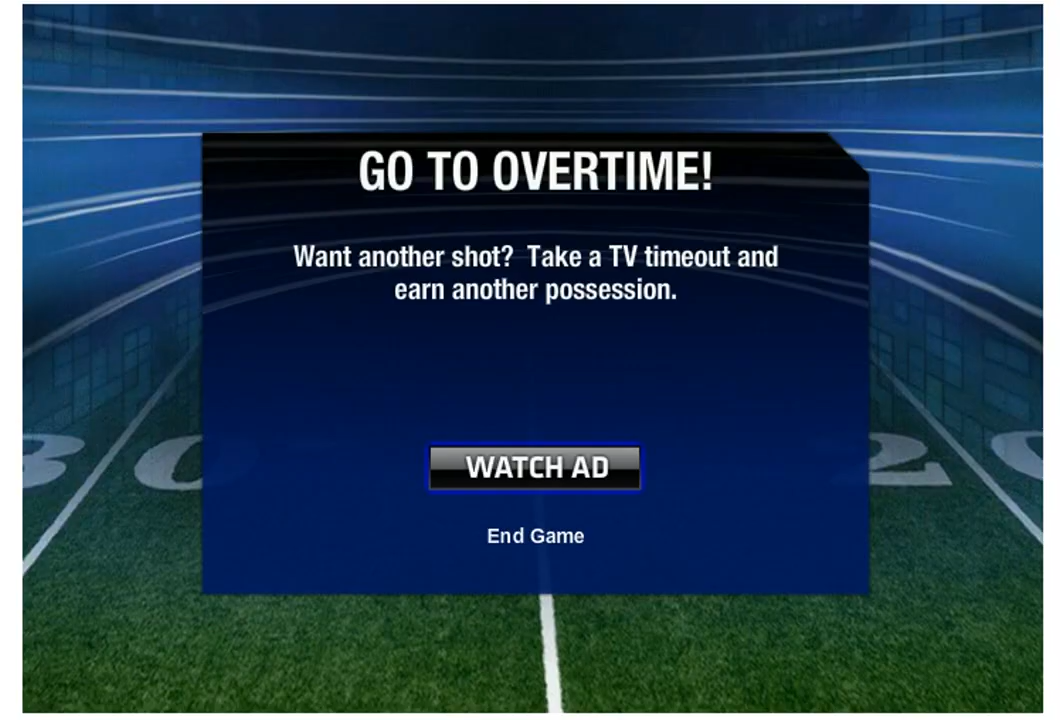 GO TO OVERTIME!
Want another shot?  Take a TV timeout and
earn another possession.
WATCH AD
End Game